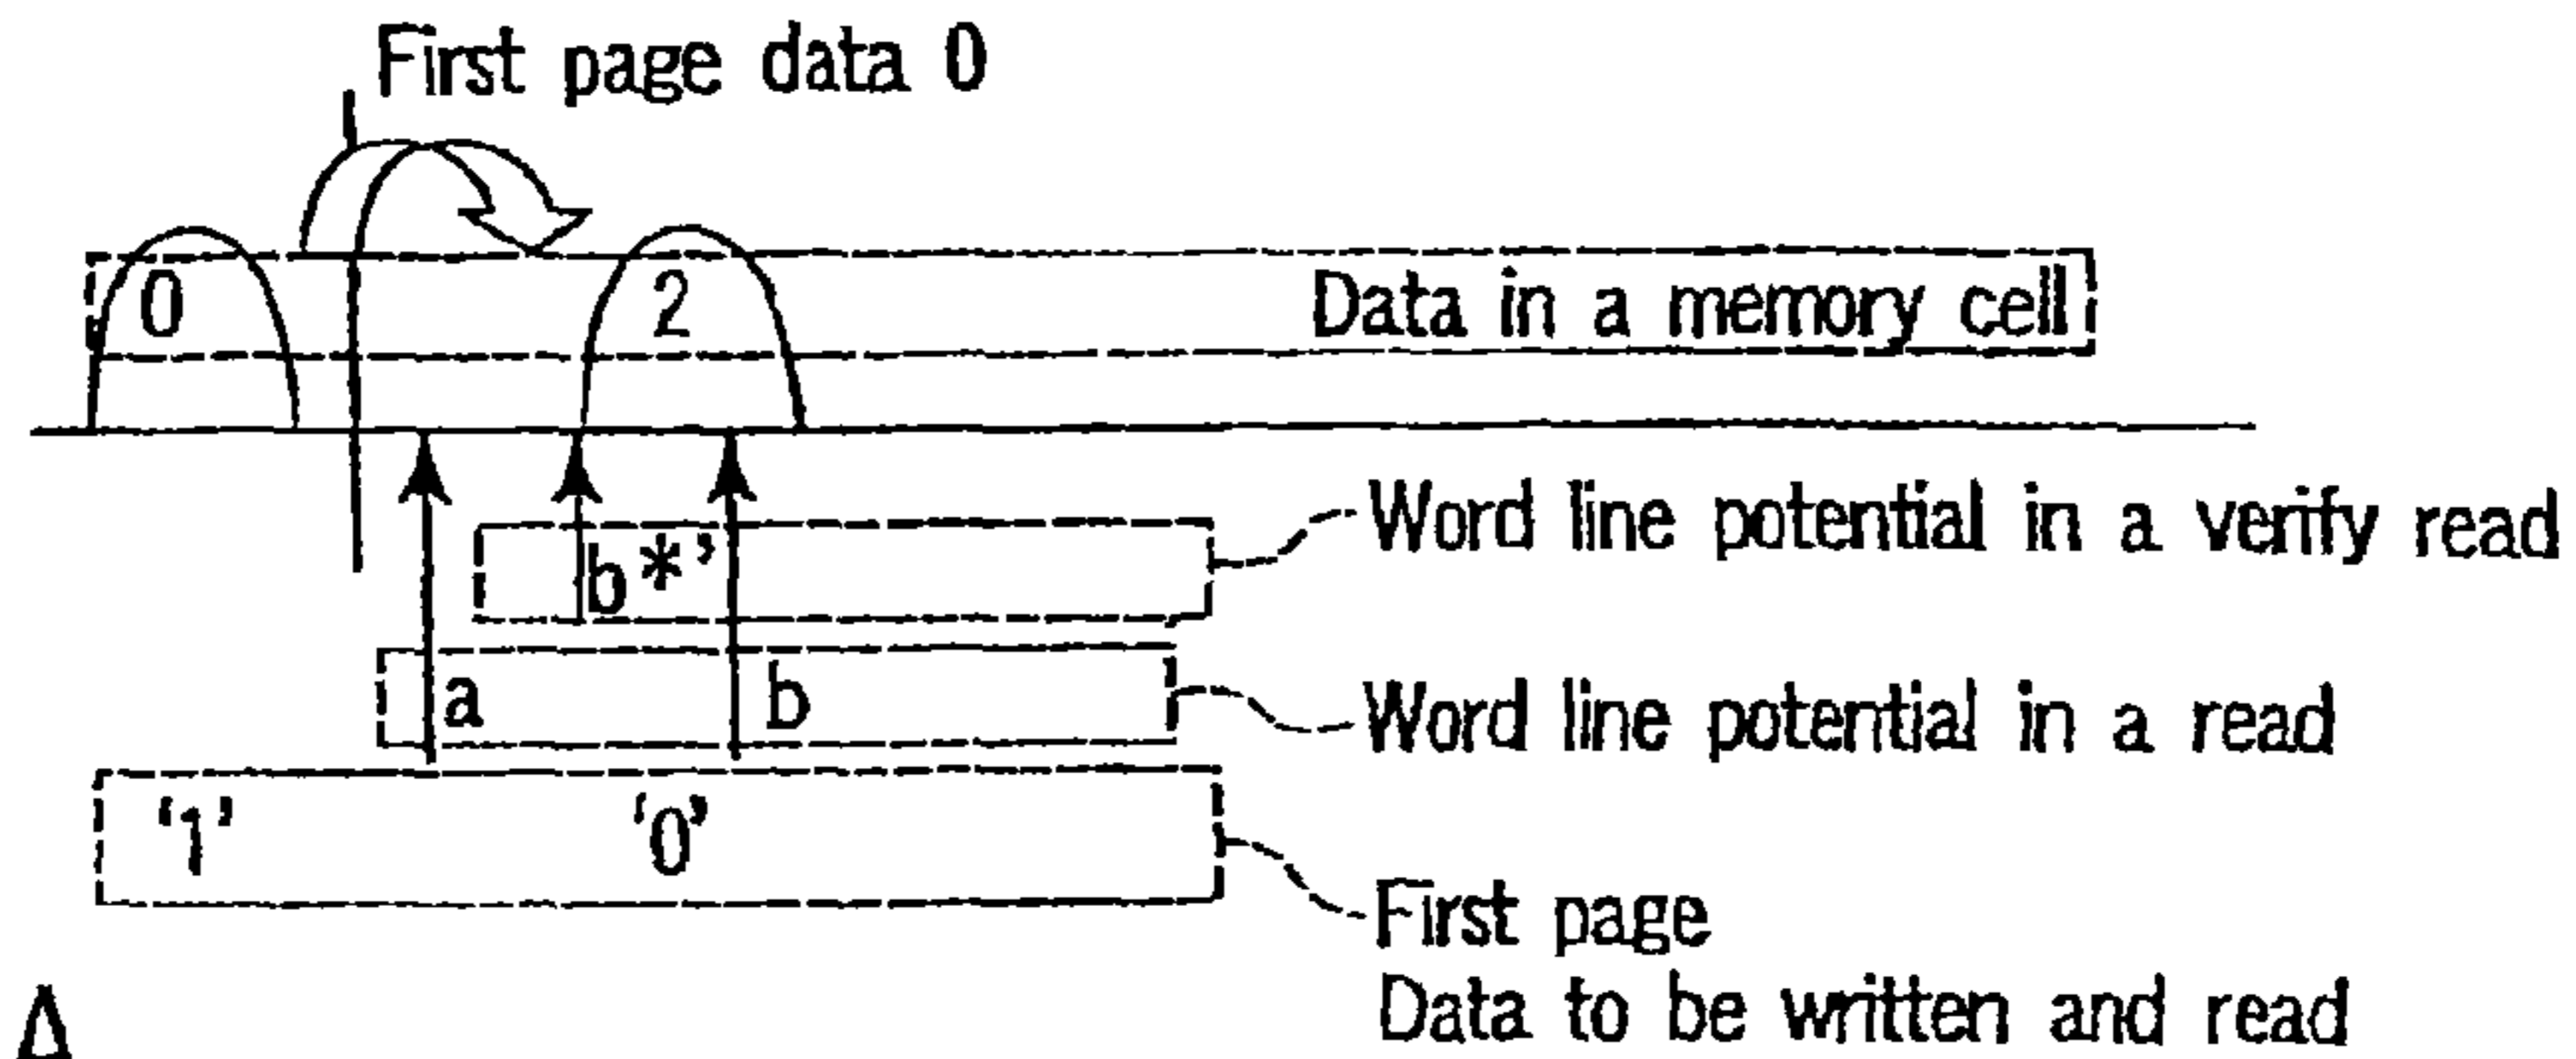 First page data 0
0 2 Data in a memory cell
b*’ Word line potential in a verify read
a b Word line potential in a read
‘1’ ‘0’
First page
Data to be written and read